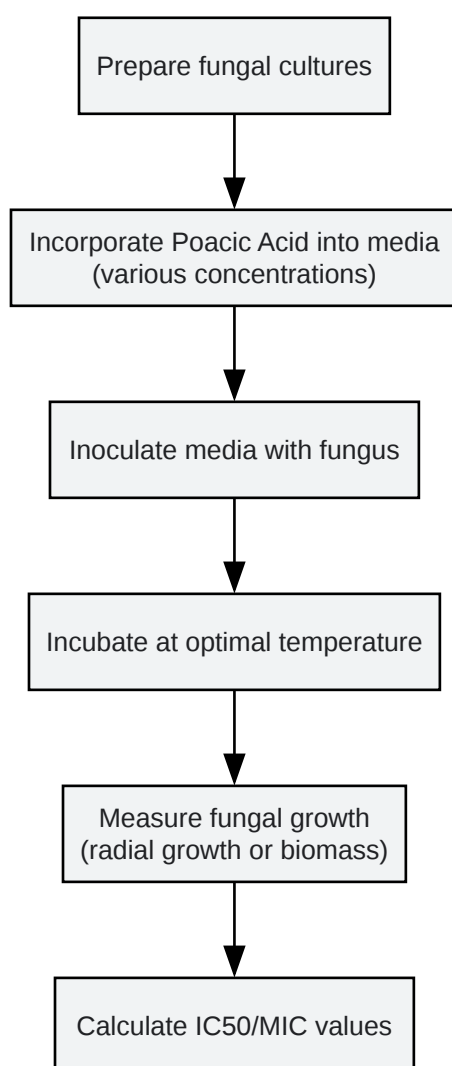 Prepare fungal cultures
Incorporate Poacic Acid into media
(various concentrations)
Inoculate media with fungus
Incubate at optimal temperature
Measure fungal growth
(radial growth or biomass)
Calculate IC50/MIC values